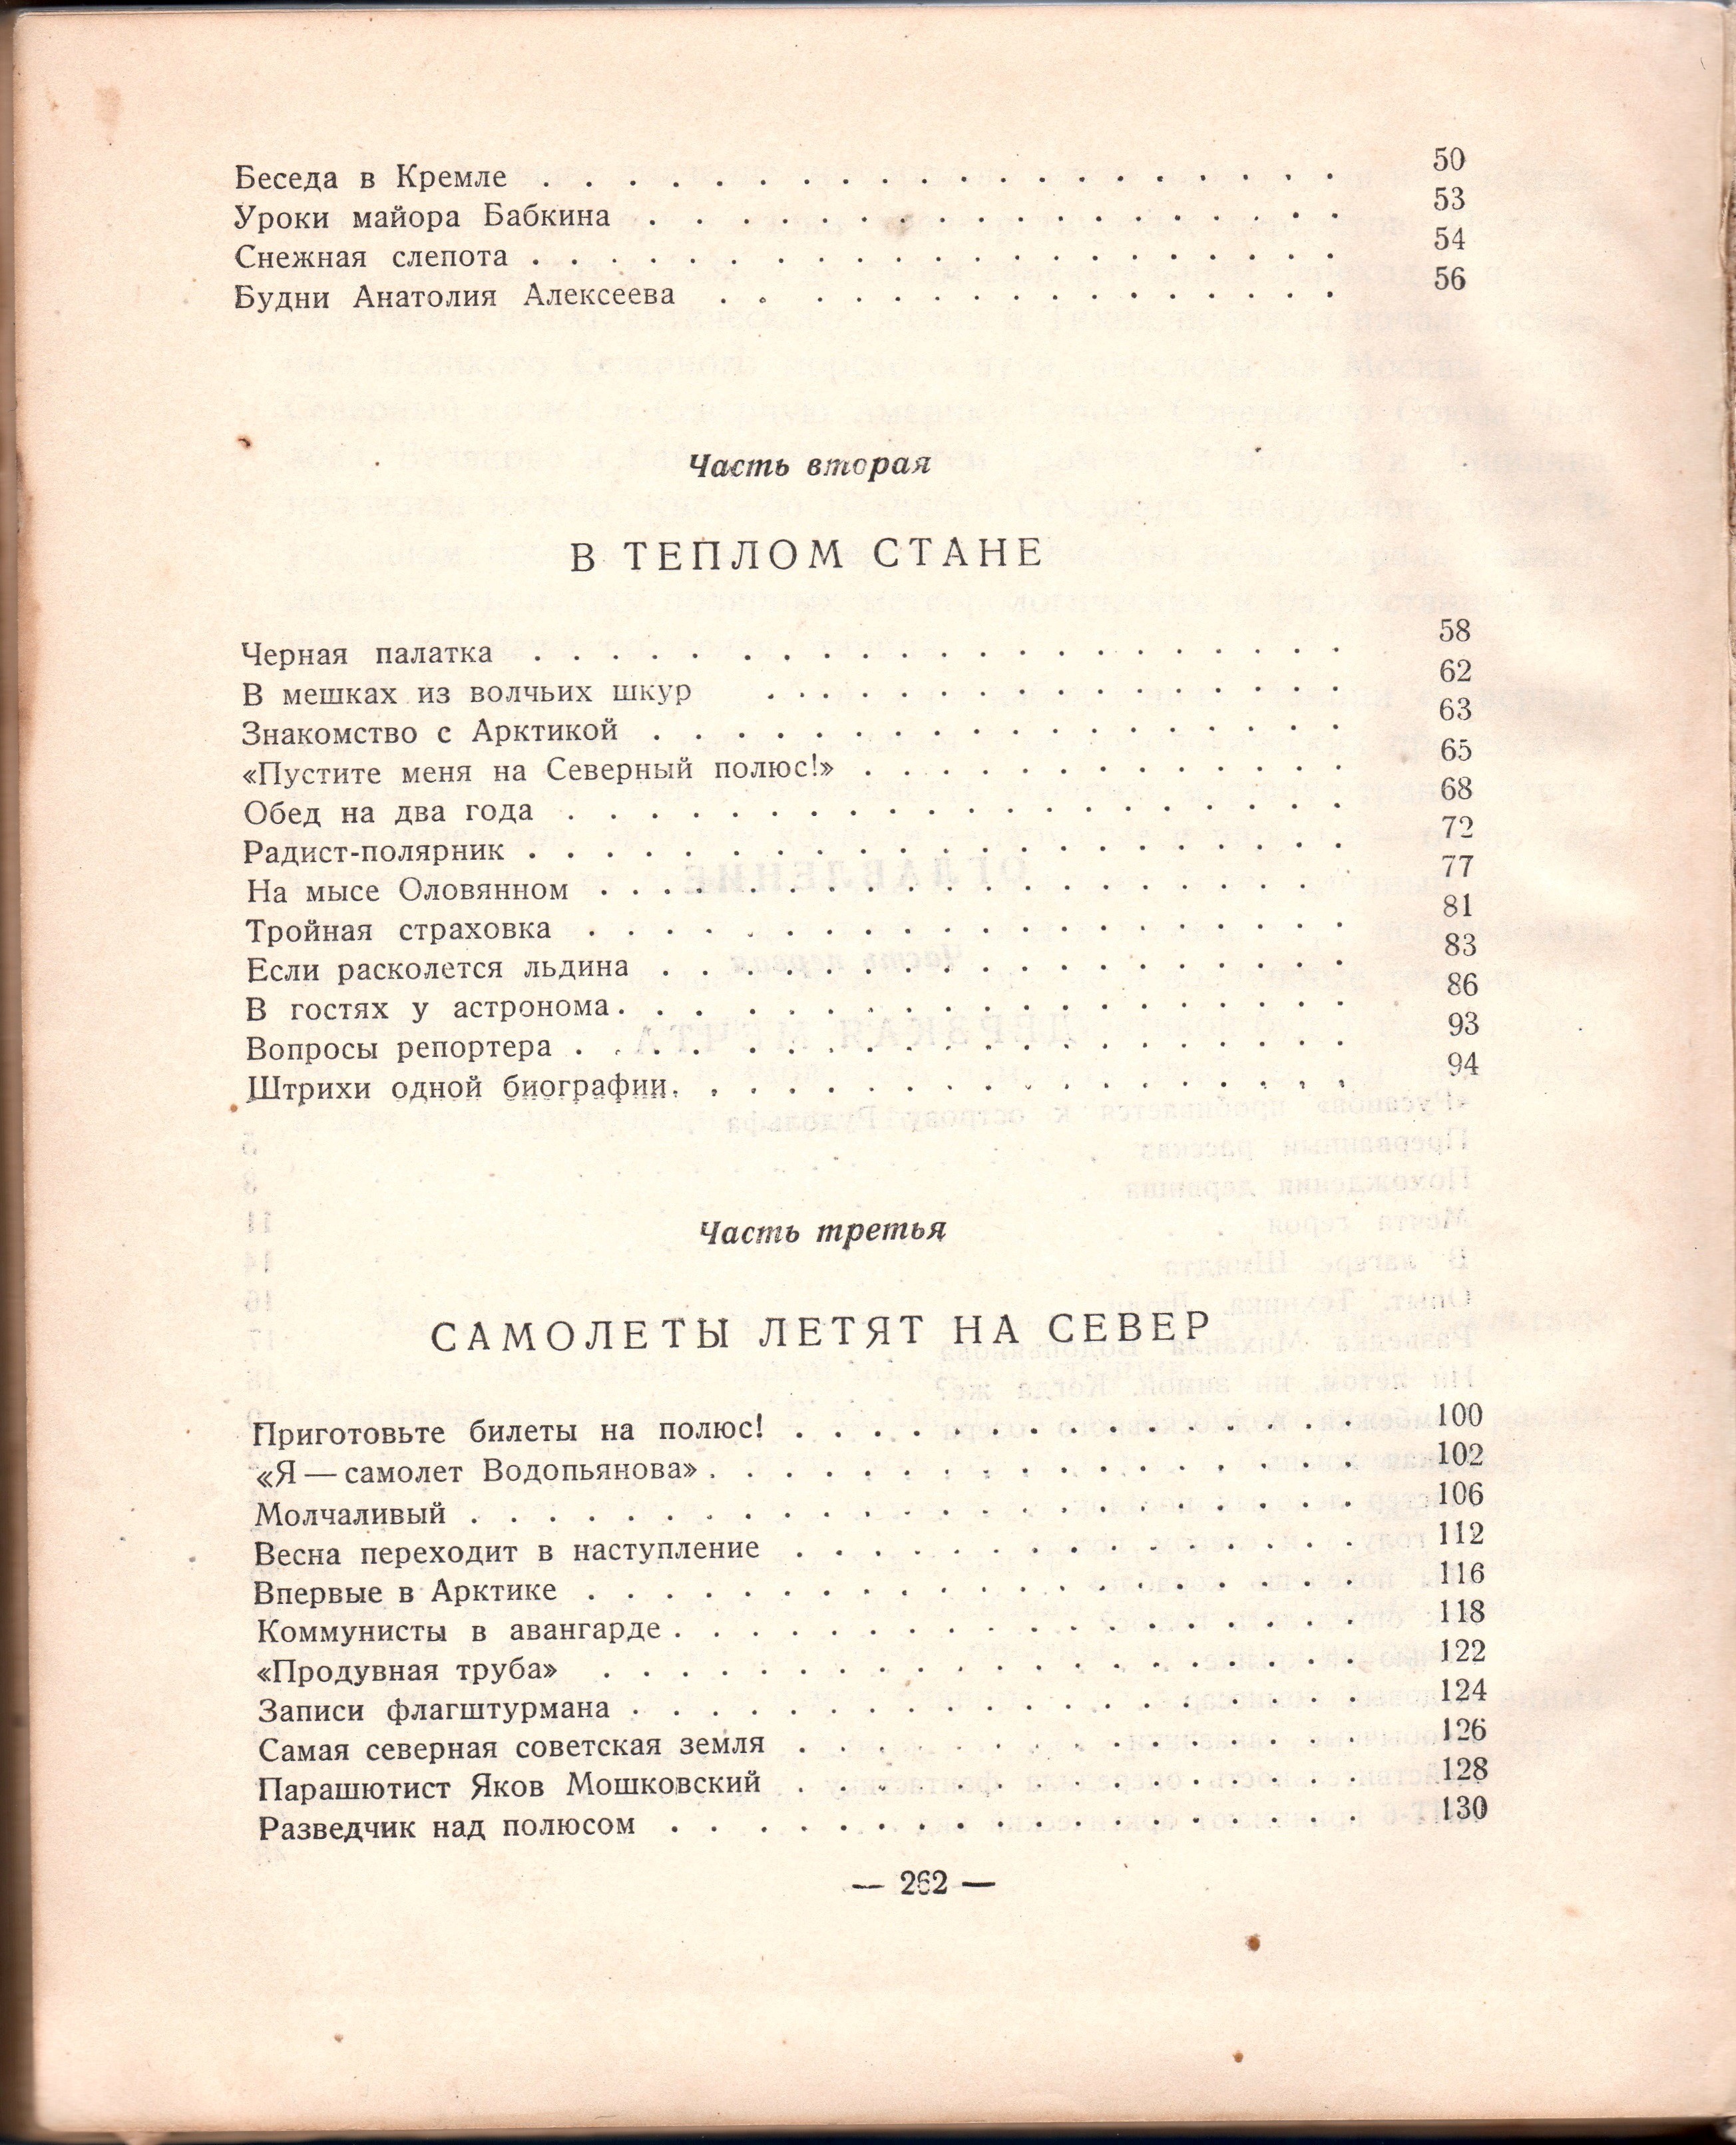 Беседа в Кремле . . . . . . . . . . . . . . . . . . . 50
Уроки майора Бабкина . . . . . . . . . . . . . . . . . 53
Снежная слепота . . . . . . . . . . . . . . . . . . . 54
Будни Анатолия Алексеева . . . . . . . . . . . . . . . 56
Часть вторая
В ТЕПЛОМ СТАНЕ
Черная палатка . . . . . . . . . . . . . . . . . . . 58
В мешках из волчьих шкур . . . . . . . . . . . . . . . 62
Знакомство с Арктикой . . . . . . . . . . . . . . . . 63
«Пустите меня на Северный полюс!» . . . . . . . . . . . 65
Обед на два года . . . . . . . . . . . . . . . . . . 68
Радист-полярник . . . . . . . . . . . . . . . . . . . 72
На мысе Оловянном . . . . . . . . . . . . . . . . . . 77
Тройная страховка . . . . . . . . . . . . . . . . . . 81
Если расколется льдина . . . . . . . . . . . . . . . . 83
В гостях у астронома . . . . . . . . . . . . . . . . . 86
Вопросы репортера . . . . . . . . . . . . . . . . . . 93
Штрихи одной биографии . . . . . . . . . . . . . . . . 94
Часть третья
САМОЛЕТЫ ЛЕТЯТ НА СЕВЕР
Приготовьте билеты на полюс! . . . . . . . . . . . . . 100
«Я — самолет Водопьянова» . . . . . . . . . . . . . . . 102
Молчаливый . . . . . . . . . . . . . . . . . . . . . 106
Весна переходит в наступление . . . . . . . . . . . . . 112
Впервые в Арктике . . . . . . . . . . . . . . . . . . 116
Коммунисты в авангарде . . . . . . . . . . . . . . . . 118
«Продувная труба» . . . . . . . . . . . . . . . . . . 122
Записи флагштурмана . . . . . . . . . . . . . . . . . 124
Самая северная советская земля . . . . . . . . . . . . 126
Парашютист Яков Мошковский . . . . . . . . . . . . . . 128
Разведчик над полюсом . . . . . . . . . . . . . . . . 130
— 262 —